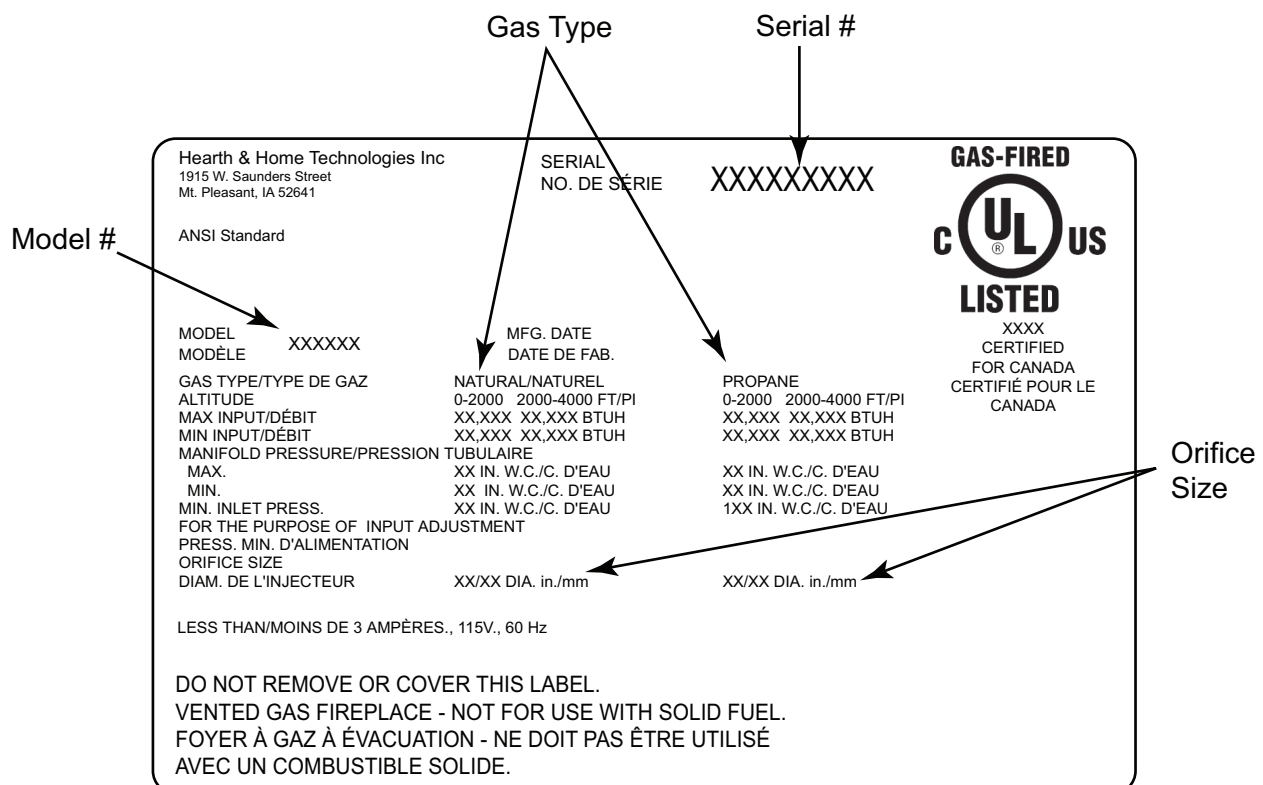 Gas Type
Serial #
Hearth & Home Technologies Inc
1915 W. Saunders Street
Mt. Pleasant, IA 52641
SERIAL
NO. DE SÉRIE
XXXXXXXXX
GAS-FIRED
C UL ® US
LISTED
XXXX
CERTIFIED
FOR CANADA
CERTIFIÉ POUR LE
CANADA
ANSI Standard
Model #
MODEL
MODÈLE
XXXXXX
MFG. DATE
DATE DE FAB.
GAS TYPE/TYPE DE GAZ NATURAL/NATUREL PROPANE
ALTITUDE 0-2000 2000-4000 FT/PI 0-2000 2000-4000 FT/PI
MAX INPUT/DÉBIT XX,XXX XX,XXX BTUH XX,XXX XX,XXX BTUH
MIN INPUT/DÉBIT XX,XXX XX,XXX BTUH XX,XXX XX,XXX BTUH
MANIFOLD PRESSURE/PRESSION TUBULAIRE
MAX. XX IN. W.C./C. D'EAU XX IN. W.C./C. D'EAU
MIN. XX IN. W.C./C. D'EAU XX IN. W.C./C. D'EAU
MIN. INLET PRESS. XX IN. W.C./C. D'EAU 1XX IN. W.C./C. D'EAU
FOR THE PURPOSE OF INPUT ADJUSTMENT
PRESS. MIN. D'ALIMENTATION
ORIFICE SIZE
DIAM. DE L'INJECTEUR XX/XX DIA. in./mm XX/XX DIA. in./mm
Orifice
Size
LESS THAN/MOINS DE 3 AMPÈRES., 115V., 60 Hz
DO NOT REMOVE OR COVER THIS LABEL.
VENTED GAS FIREPLACE - NOT FOR USE WITH SOLID FUEL.
FOYER À GAZ À ÉVACUATION - NE DOIT PAS ÊTRE UTILISÉ
AVEC UN COMBUSTIBLE SOLIDE.